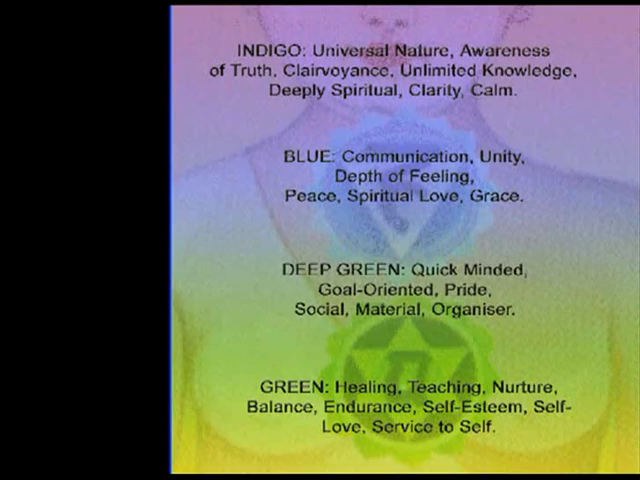 INDIGO: Universal Nature, Awareness
of Truth, Clairvoyance, Unlimited Knowledge,
Deeply Spiritual, Clarity, Calm.
BLUE: Communication, Unity,
Depth of Feeling,
Peace, Spiritual Love, Grace.
DEEP GREEN: Quick Minded,
Goal-Oriented, Pride,
Social, Material, Organiser.
GREEN: Healing, Teaching, Nurture,
Balance, Endurance, Self-Esteem, Self-
Love, Service to Self.